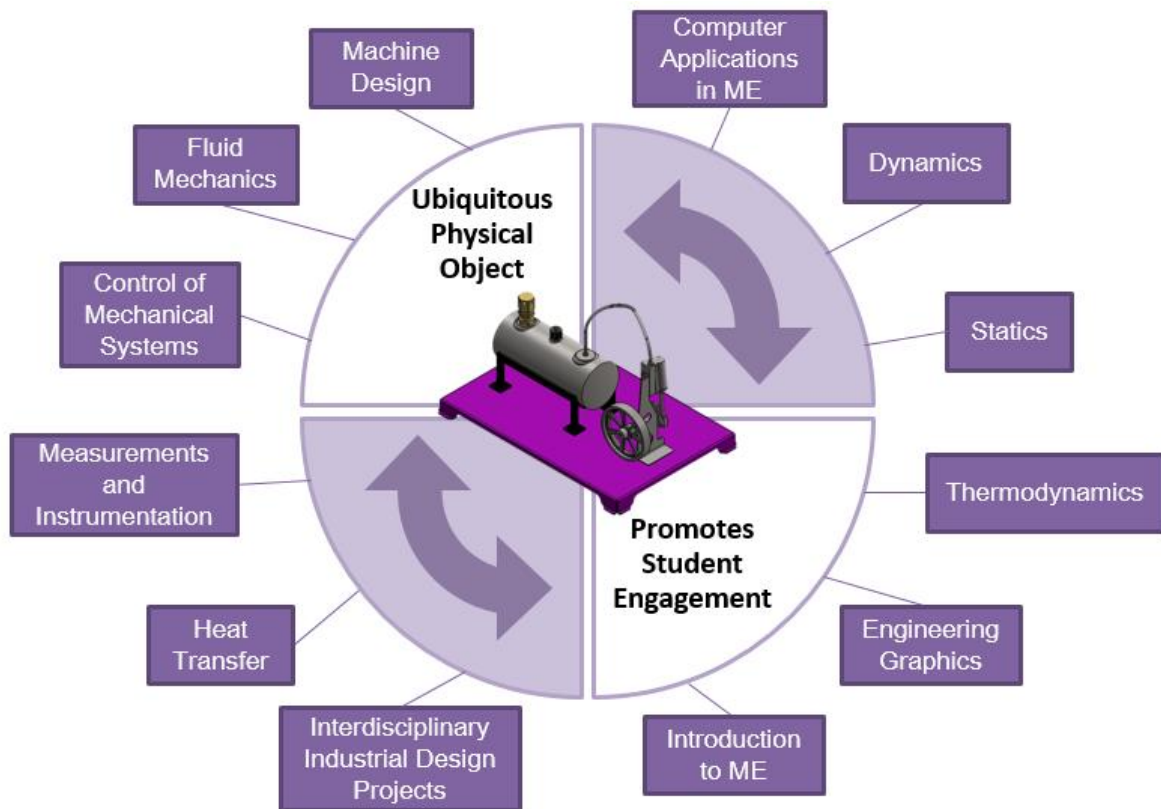 Machine
Design
Computer
Applications
in ME
Fluid
Mechanics
Dynamics
Ubiquitous
Physical
Object
Control of
Mechanical
Systems
Statics
Measurements
and
Instrumentation
Thermodynamics
Promotes
Student
Engagement
Heat
Transfer
Engineering
Graphics
Interdisciplinary
Industrial Design
Projects
Introduction
to ME